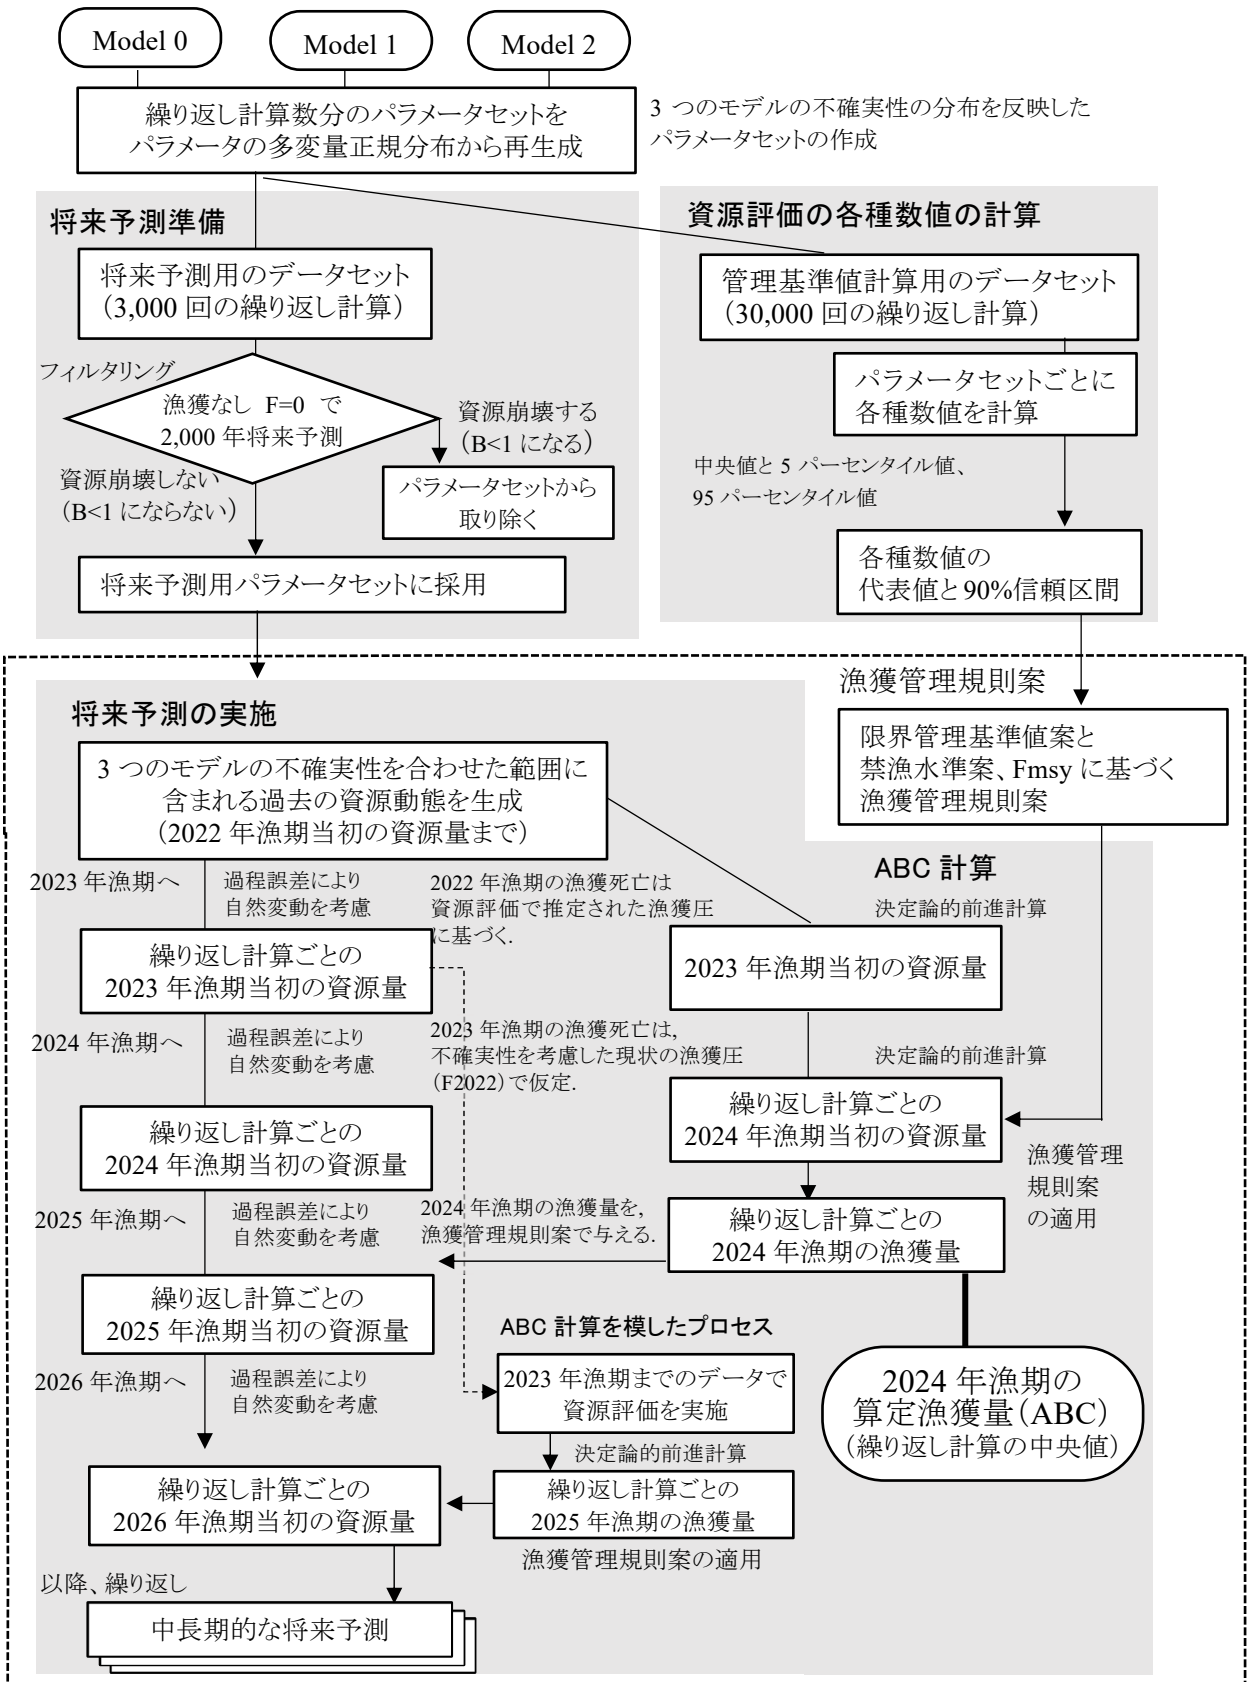 Model 0
Model 1
Model 2
繰り返し計算数分のパラメータセットを
パラメータの多変量正規分布から再生成
3 つのモデルの不確実性の分布を反映した
パラメータセットの作成
将来予測準備
将来予測用のデータセット
（3,000 回の繰り返し計算）
フィルタリング
漁獲なし F=0 で
2,000 年将来予測
資源崩壊する
（B<1 になる）
資源崩壊しない
（B<1 にならない）
パラメータセットから
取り除く
将来予測用パラメータセットに採用
資源評価の各種数値の計算
管理基準値計算用のデータセット
（30,000 回の繰り返し計算）
パラメータセットごとに
各種数値を計算
中央値と 5 パーセンタイル値、
95 パーセンタイル値
各種数値の
代表値と90%信頼区間
漁獲管理規則案
限界管理基準値案と
禁漁水準案、Fmsy に基づく
漁獲管理規則案
将来予測の実施
3 つのモデルの不確実性を合わせた範囲に
含まれる過去の資源動態を生成
（2022 年漁期当初の資源量まで）
2023 年漁期へ
過程誤差により
自然変動を考慮
2022 年漁期の漁獲死亡は
資源評価で推定された漁獲圧
に基づく.
ABC 計算
決定論的前進計算
繰り返し計算ごとの
2023 年漁期当初の資源量
2023 年漁期当初の資源量
2024 年漁期へ
過程誤差により
自然変動を考慮
2023 年漁期の漁獲死亡は,
不確実性を考慮した現状の漁獲圧
（F2022）で仮定.
決定論的前進計算
繰り返し計算ごとの
2024 年漁期当初の資源量
繰り返し計算ごとの
2024 年漁期当初の資源量
漁獲管理
規則案
の適用
2025 年漁期へ
過程誤差により
自然変動を考慮
2024 年漁期の漁獲量を,
漁獲管理規則案で与える.
繰り返し計算ごとの
2024 年漁期の漁獲量
繰り返し計算ごとの
2025 年漁期当初の資源量
ABC 計算を模したプロセス
2026 年漁期へ
過程誤差により
自然変動を考慮
2023 年漁期までのデータで
資源評価を実施
2024 年漁期の
算定漁獲量（ABC）
（繰り返し計算の中央値）
決定論的前進計算
繰り返し計算ごとの
2026 年漁期当初の資源量
繰り返し計算ごとの
2025 年漁期の漁獲量
漁獲管理規則案の適用
以降、繰り返し
中長期的な将来予測